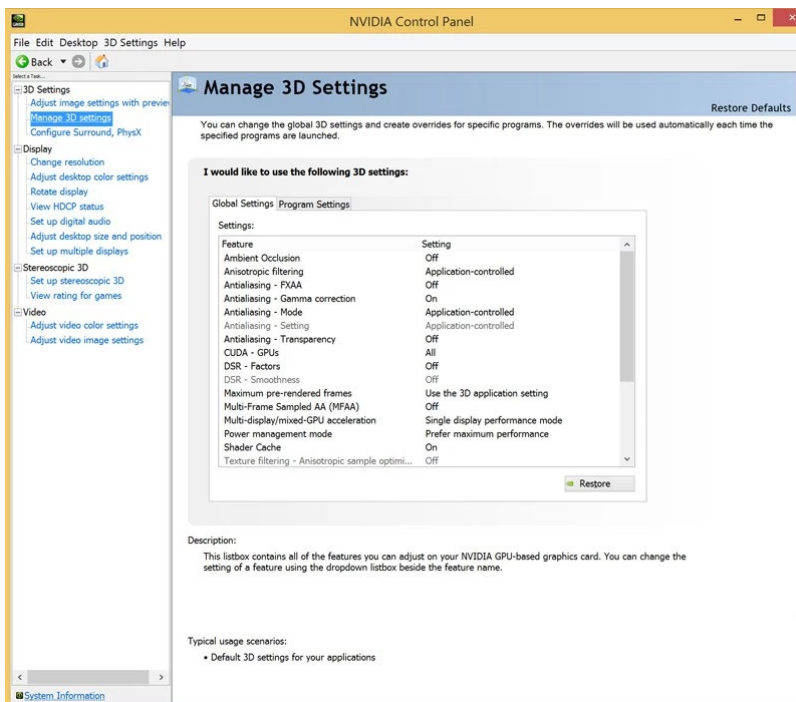 NVIDIA Control Panel
File Edit Desktop 3D Settings Help
Back
Select a Task...
3D Settings
Adjust image settings with preview
Manage 3D settings
Configure Surround, PhysX
Display
Change resolution
Adjust desktop color settings
Rotate display
View HDCP status
Set up digital audio
Adjust desktop size and position
Set up multiple displays
Stereoscopic 3D
Set up stereoscopic 3D
View rating for games
Video
Adjust video color settings
Adjust video image settings
System Information
Manage 3D Settings
Restore Defaults
You can change the global 3D settings and create overrides for specific programs. The overrides will be used automatically each time the
specified programs are launched.
I would like to use the following 3D settings:
Global Settings Program Settings
Settings:
Feature Setting
Ambient Occlusion Off
Anisotropic filtering Application-controlled
Antialiasing - FXAA Off
Antialiasing - Gamma correction On
Antialiasing - Mode Application-controlled
Antialiasing - Setting Application-controlled
Antialiasing - Transparency Off
CUDA - GPUs All
DSR - Factors Off
DSR - Smoothness Off
Maximum pre-rendered frames Use the 3D application setting
Multi-Frame Sampled AA (MFAA) Off
Multi-display/mixed-GPU acceleration Single display performance mode
Power management mode Prefer maximum performance
Shader Cache On
Texture filtering - Anisotropic sample optimi... Off
Restore
Description:
This listbox contains all of the features you can adjust on your NVIDIA GPU-based graphics card. You can change the
setting of a feature using the dropdown listbox beside the feature name.
Typical usage scenarios:
• Default 3D settings for your applications